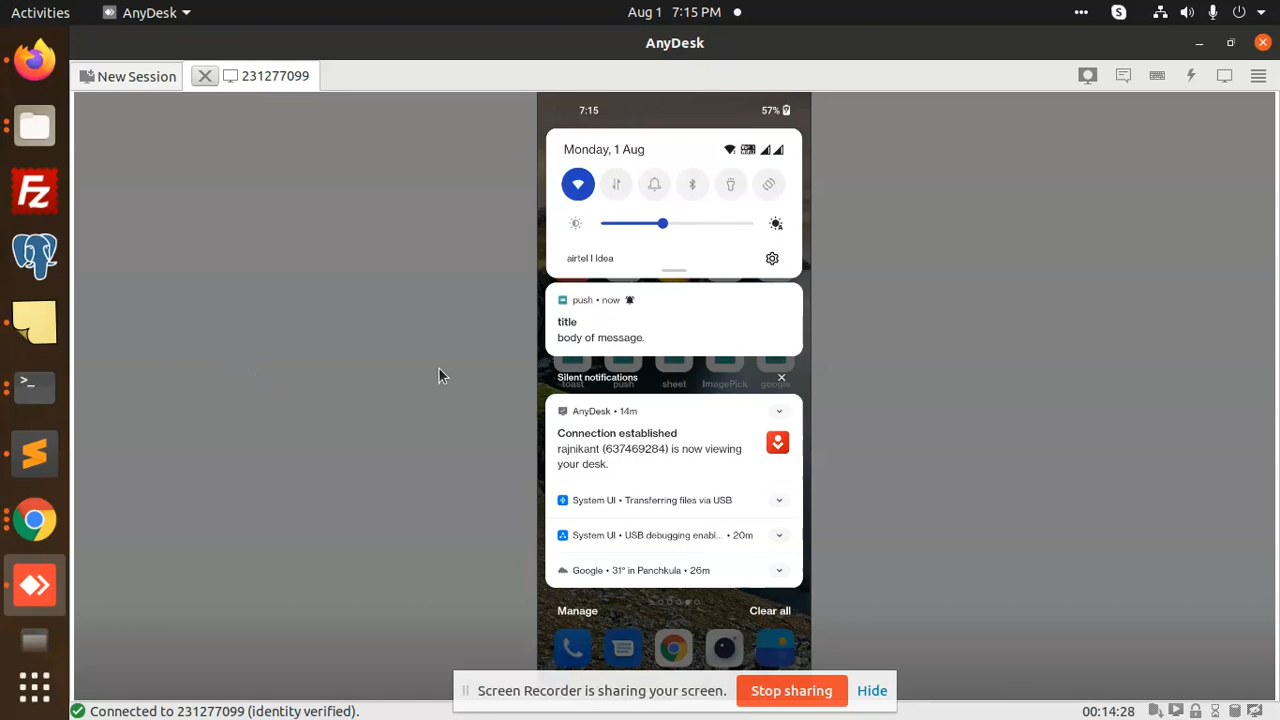 Activities
AnyDesk
Aug 1 7:15 PM
AnyDesk
New Session
231277099
7:15
57%
Monday, 1 Aug
airtel | Idea
push • now
title
body of message.
toast
push
sheet
ImagePick
google
Silent notifications
AnyDesk • 14m
Connection established
rajnikant (637469284) is now viewing
your desk.
System UI • Transferring files via USB
System UI • USB debugging enabl... • 20m
Google • 31° in Panchkula • 26m
Manage
Clear all
Screen Recorder is sharing your screen.
Stop sharing
Hide
Connected to 231277099 (identity verified).
00:14:28